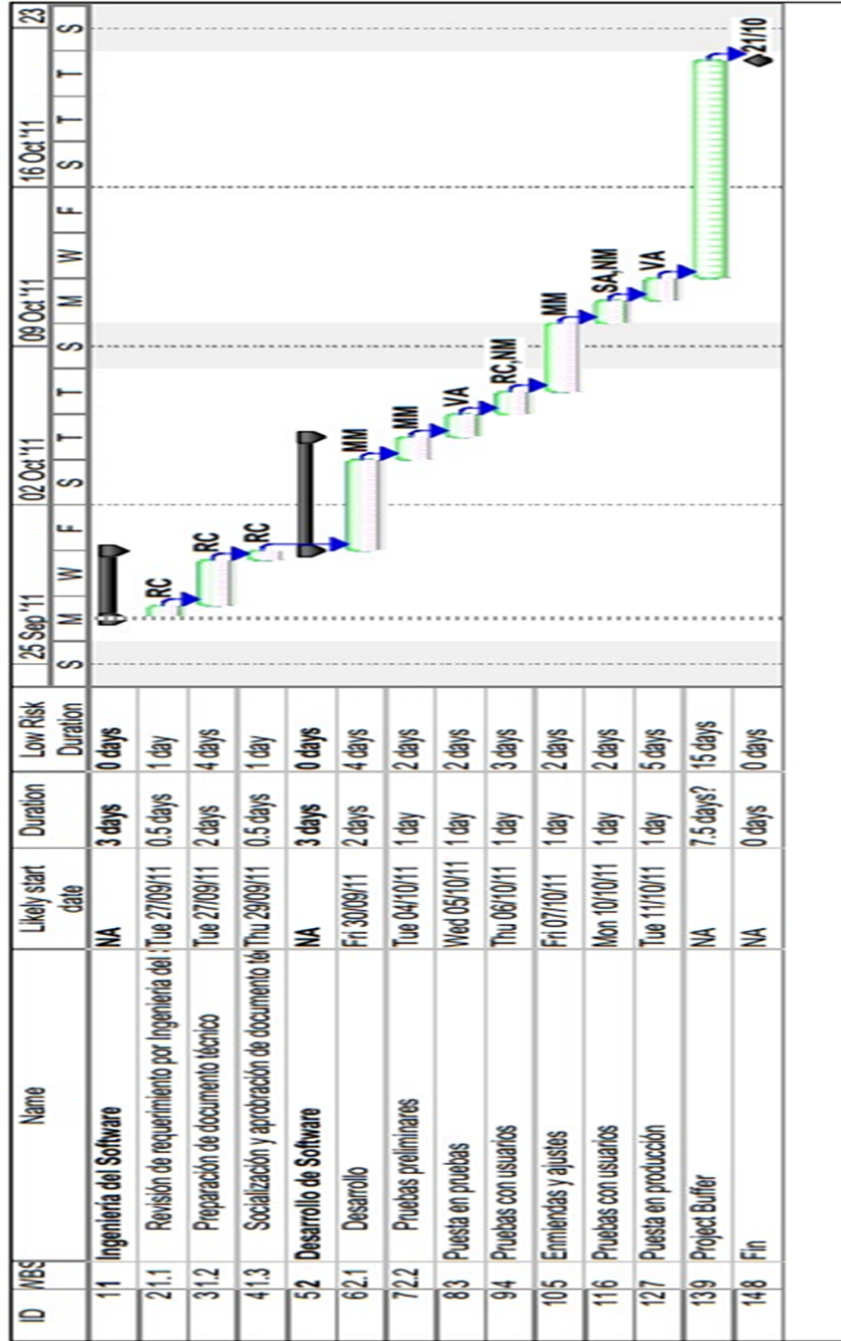 ID WBS Name Likely start date Duration Low Risk Duration 25 Sep '11 02 Oct '11 09 Oct '11 16 Oct '11 23
S M W F S T T S M W F S T T S
1 1 Ingeniería del Software NA 3 days 0 days
2 1.1 Revisión de requerimiento por Ingeniería del Tue 27/09/11 0.5 days 1 day RC
3 1.2 Preparación de documento técnico Tue 27/09/11 2 days 4 days RC
4 1.3 Socialización y aprobración de documento té Thu 29/09/11 0.5 days 1 day RC
5 2 Desarrollo de Software NA 3 days 0 days
6 2.1 Desarrollo Fri 30/09/11 2 days 4 days MM
7 2.2 Pruebas preliminares Tue 04/10/11 1 day 2 days MM
8 3 Puesta en pruebas Wed 05/10/11 1 day 2 days VA
9 4 Pruebas con usuarios Thu 06/10/11 1 day 3 days RC,NM
10 5 Enmiendas y ajustes Fri 07/10/11 1 day 2 days MM
11 6 Pruebas con usuarios Mon 10/10/11 1 day 2 days SA,NM
12 7 Puesta en producción Tue 11/10/11 1 day 5 days VA
13 9 Project Buffer NA 7.5 days? 15 days
14 8 Fin NA 0 days 0 days 21/10